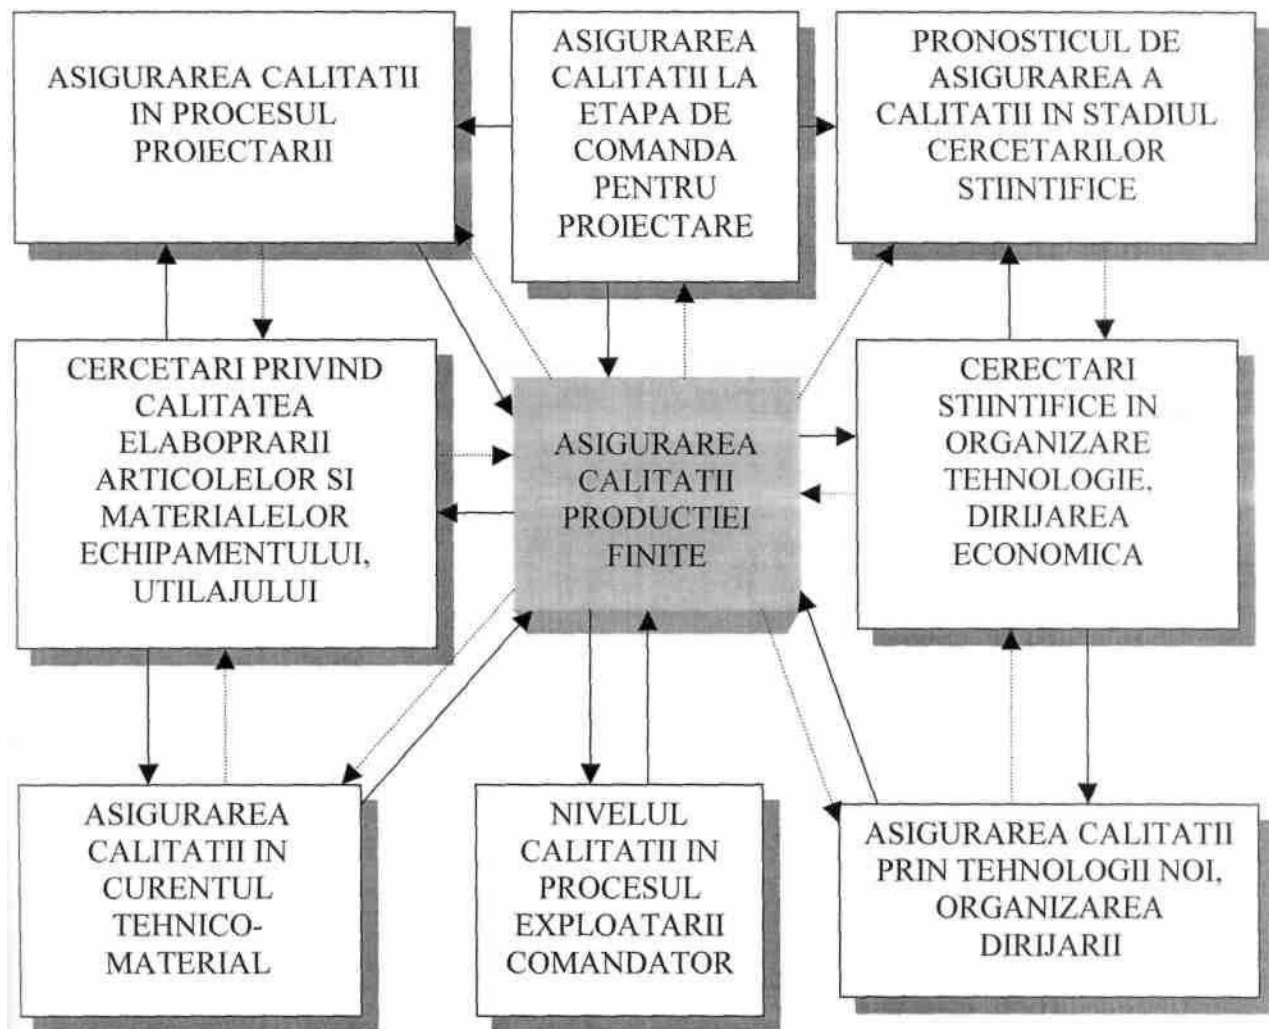 ASIGURAREA CALITATII
IN PROCESUL
PROIECTARII
ASIGURAREA
CALITATII LA
ETAPA DE
COMANDA
PENTRU
PROIECTARE
PRONOSTICUL DE
ASIGURAREA A
CALITATII IN STADIUL
CERCETARILOR
STIINTIFICE
CERCETARI PRIVIND
CALITATEA
ELABOPRARII
ARTICOLELOR SI
MATERIALELOR
ECHIPAMENTULUI,
UTILAJULUI
ASIGURAREA
CALITATII
PRODUCTIEI
FINITE
CERECTARI
STIINTIFICE IN
ORGANIZARE
TEHNOLOGIE,
DIRIJAREA
ECONOMICA
ASIGURAREA
CALITATII IN
CURENTUL
TEHNICO-
MATERIAL
NIVELUL
CALITATII IN
PROCESUL
EXPLOATARII
COMANDATOR
ASIGURAREA CALITATII
PRIN TEHNOLOGII NOI,
ORGANIZAREA
DIRIJARII